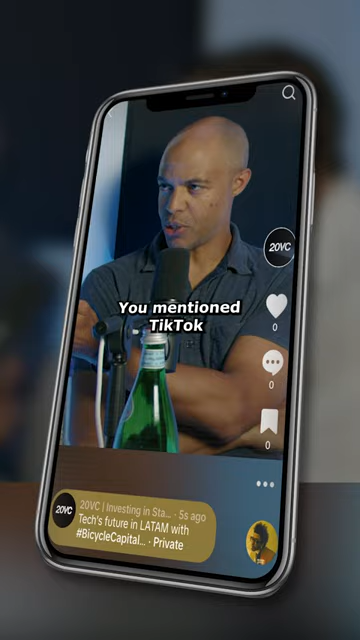 20VC
You mentioned
TikTok
0
0
0
20VC
20VC | Investing in Sta... · 5s ago
Tech's future in LATAM with
#BicycleCapital... · Private